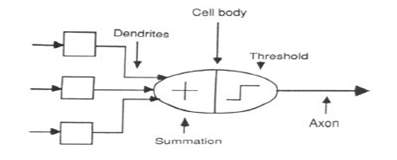 Cell body
Dendrites
Threshold
Axon
Summation